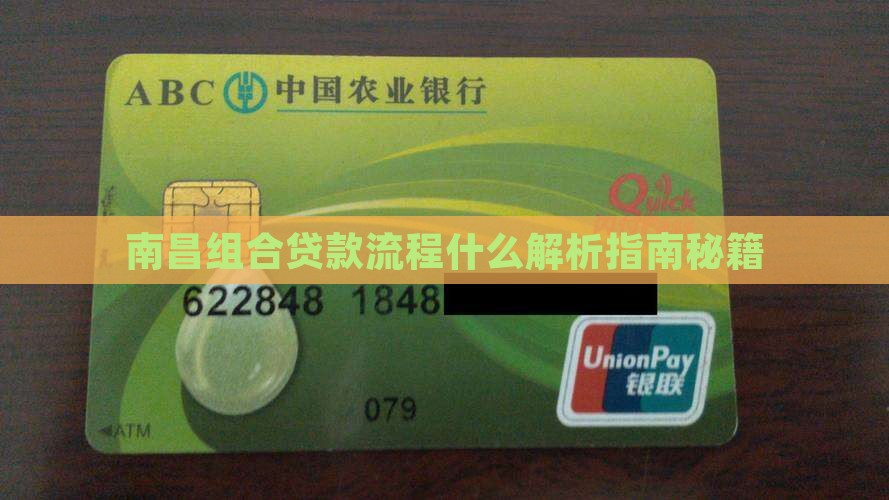 ABC 中国农业银行
Quick
南昌组合贷款流程什么解析指南秘籍
622848 1848
UnionPay
银联
079
◀ATM